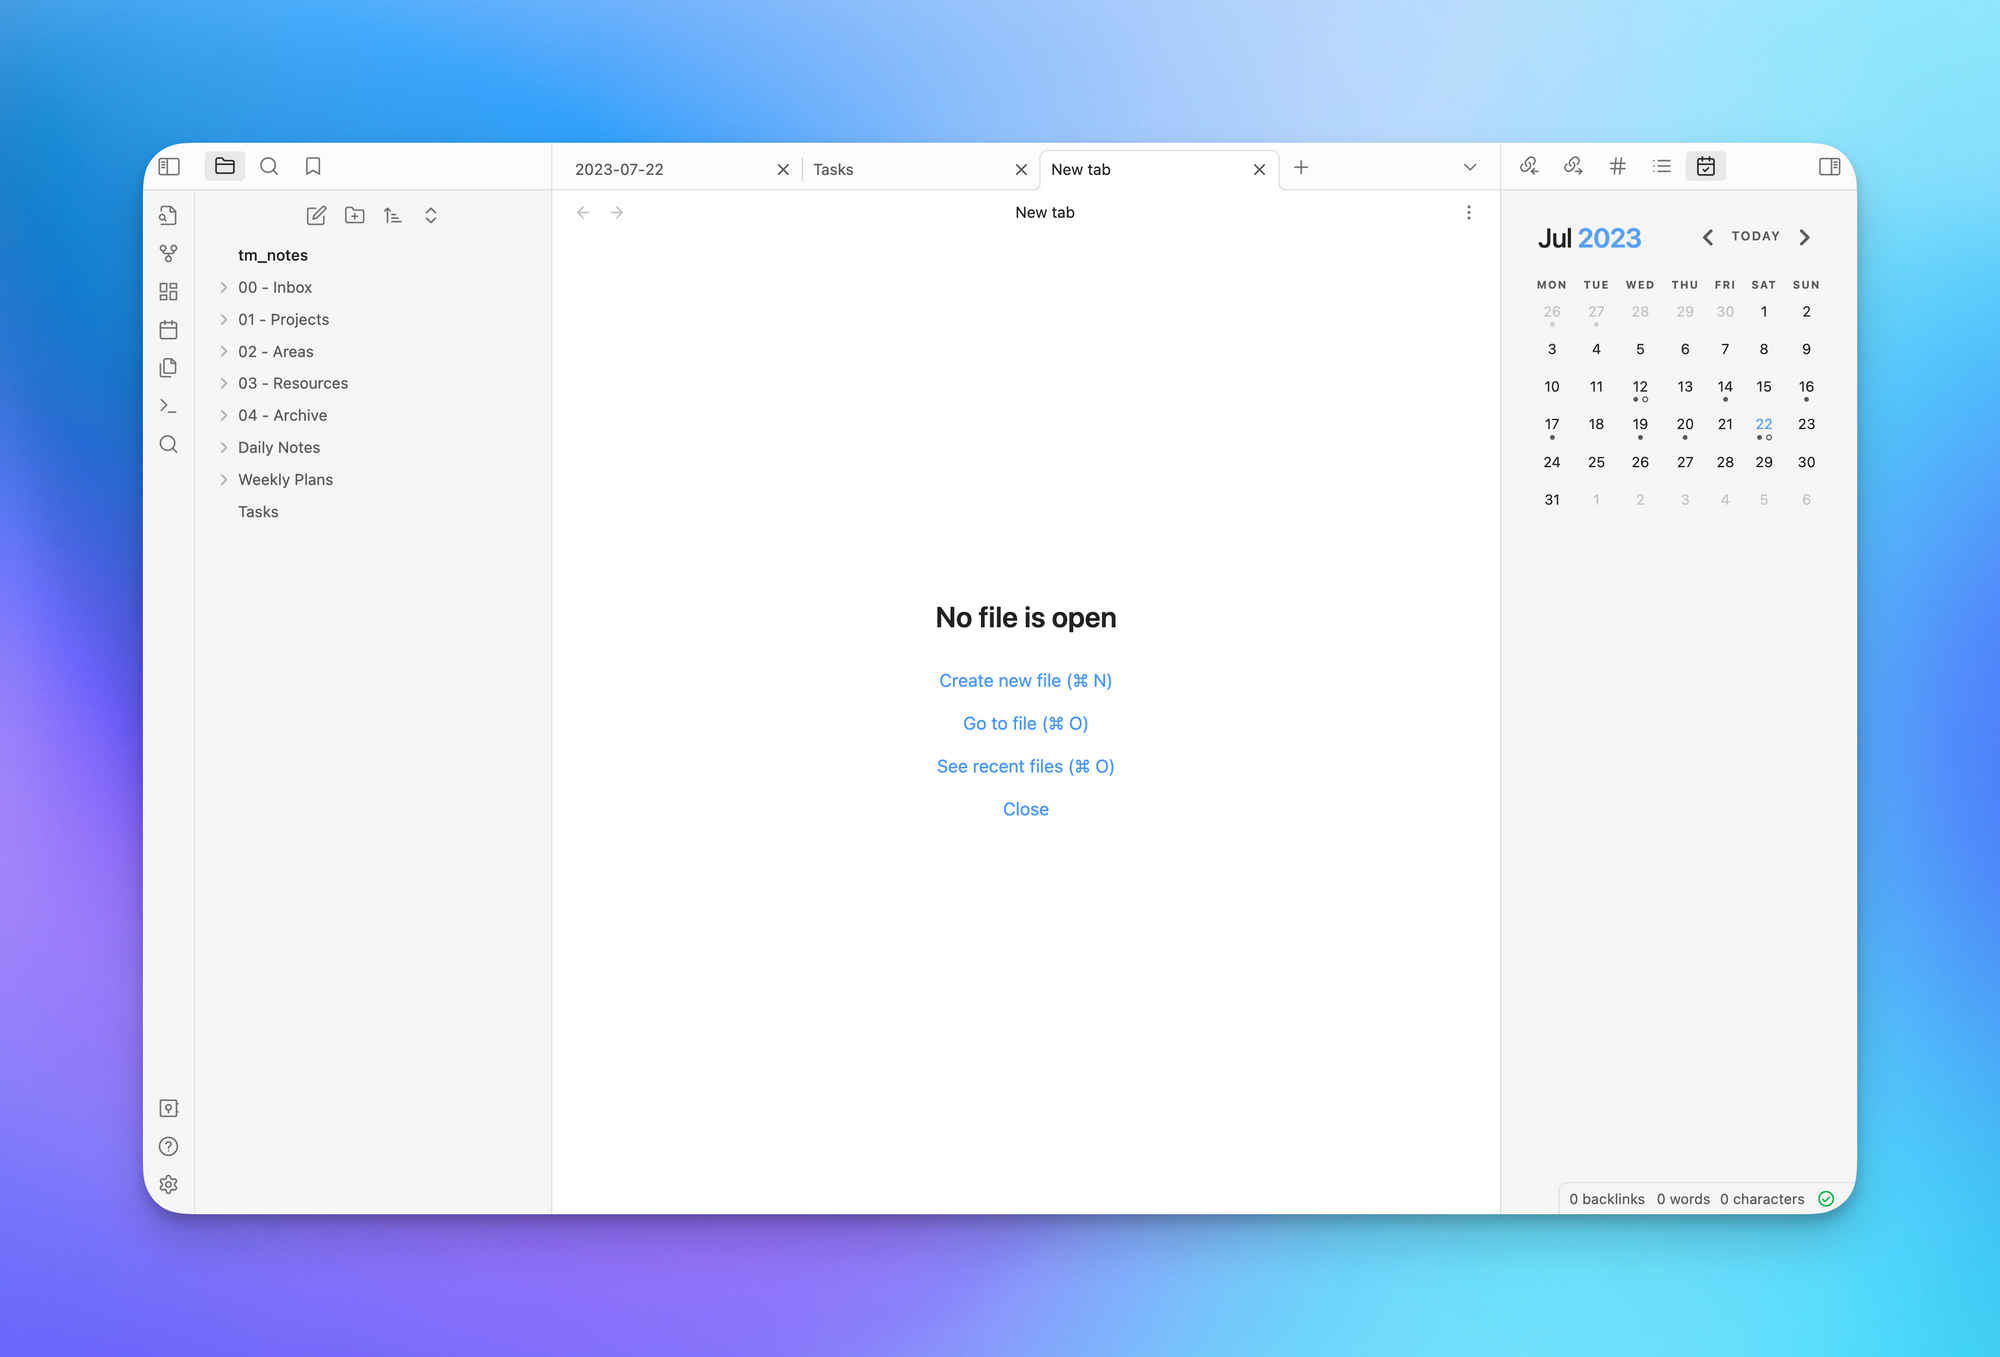 2023-07-22
Tasks
New tab
New tab
tm_notes
00 - Inbox
01 - Projects
02 - Areas
03 - Resources
04 - Archive
Daily Notes
Weekly Plans
Tasks
No file is open
Create new file (⌘ N)
Go to file (⌘ O)
See recent files (⌘ O)
Close
Jul 2023
TODAY
MON TUE WED THU FRI SAT SUN
26 27 28 29 30 1 2
3 4 5 6 7 8 9
10 11 12 13 14 15 16
17 18 19 20 21 22 23
24 25 26 27 28 29 30
31 1 2 3 4 5 6
0 backlinks 0 words 0 characters